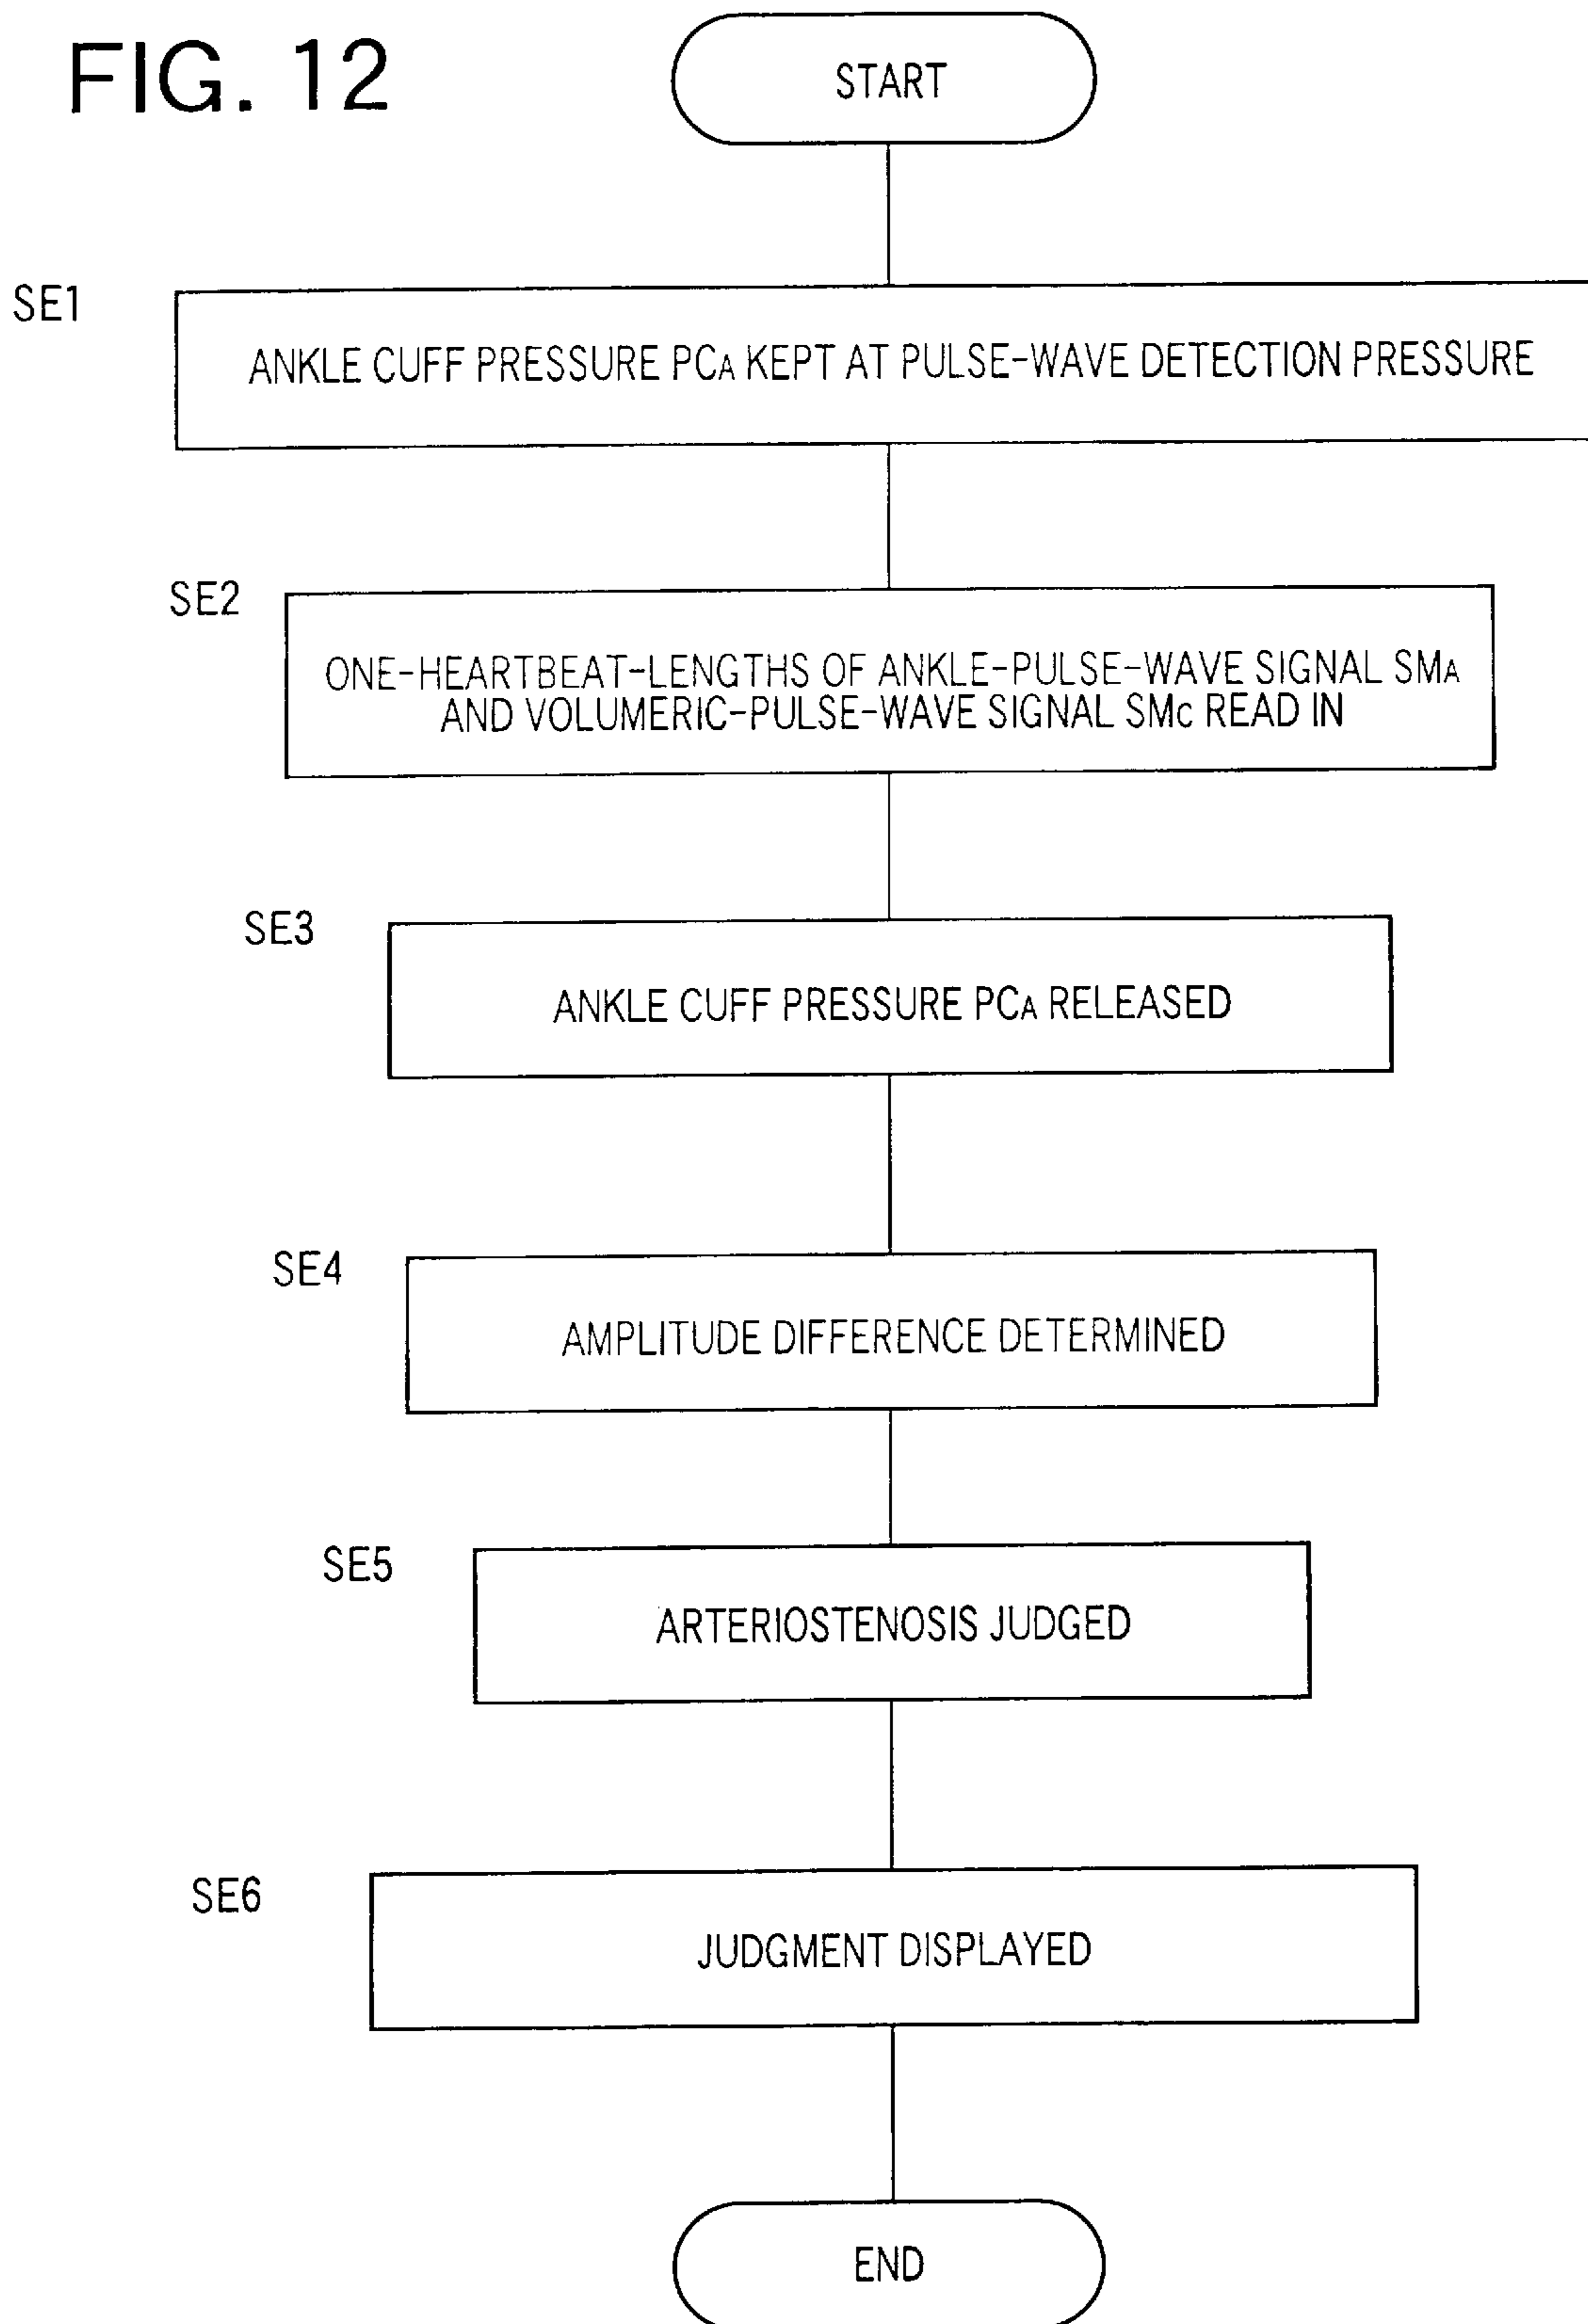 FIG. 12
START
SE1
ANKLE CUFF PRESSURE PCA KEPT AT PULSE-WAVE DETECTION PRESSURE
SE2
ONE-HEARTBEAT-LENGTHS OF ANKLE-PULSE-WAVE SIGNAL SMA
AND VOLUMERIC-PULSE-WAVE SIGNAL SMC READ IN
SE3
ANKLE CUFF PRESSURE PCA RELEASED
SE4
AMPLITUDE DIFFERENCE DETERMINED
SE5
ARTERIOSTENOSIS JUDGED
SE6
JUDGMENT DISPLAYED
END